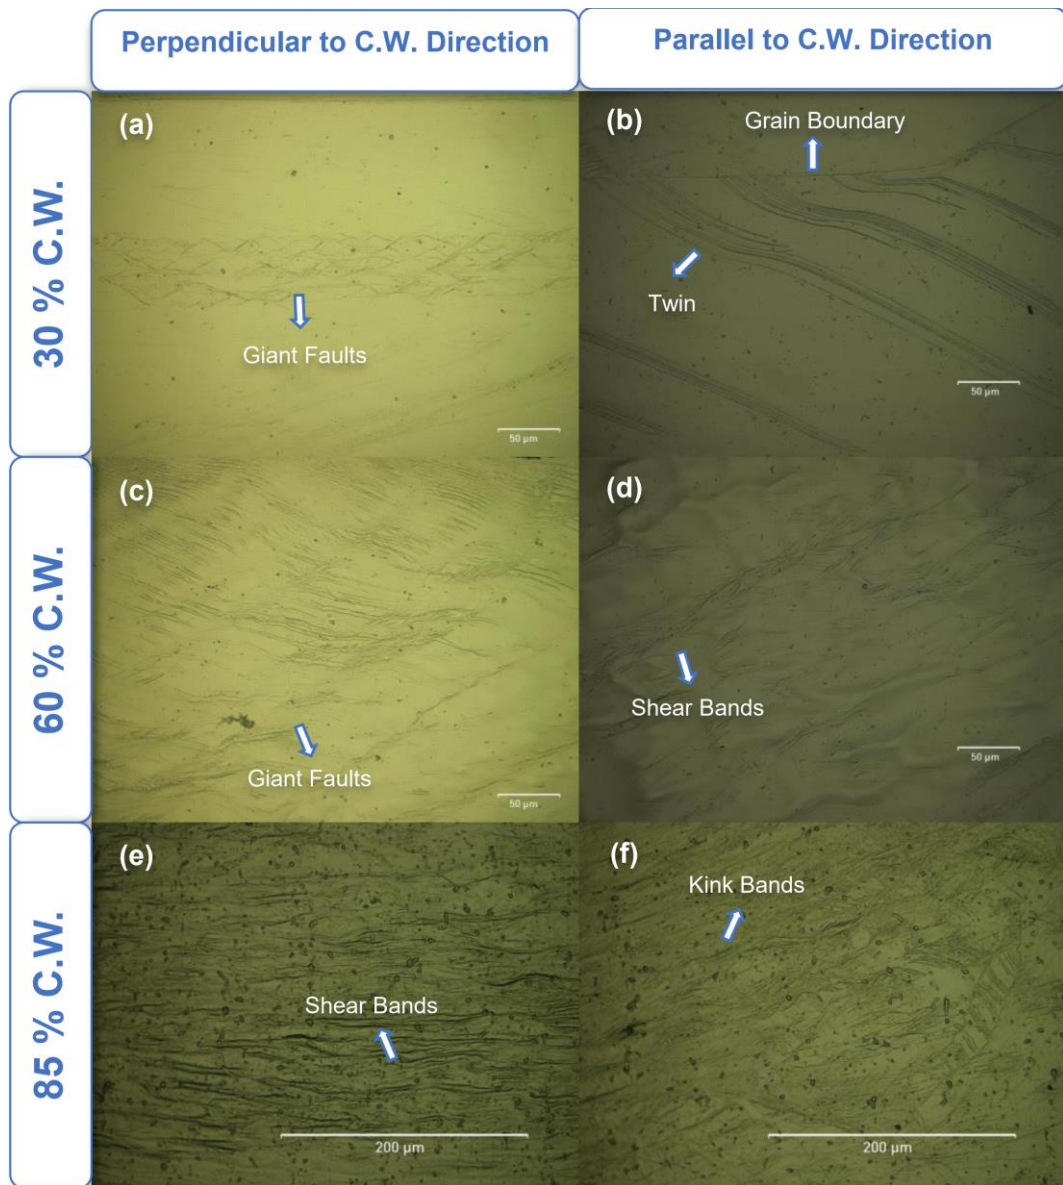 Perpendicular to C.W. Direction
Parallel to C.W. Direction
30 % C.W.
(a)
Giant Faults
50 µm
(b)
Grain Boundary
Twin
50 µm
60 % C.W.
(c)
Giant Faults
50 µm
(d)
Shear Bands
50 µm
85 % C.W.
(e)
Shear Bands
200 µm
(f)
Kink Bands
200 µm